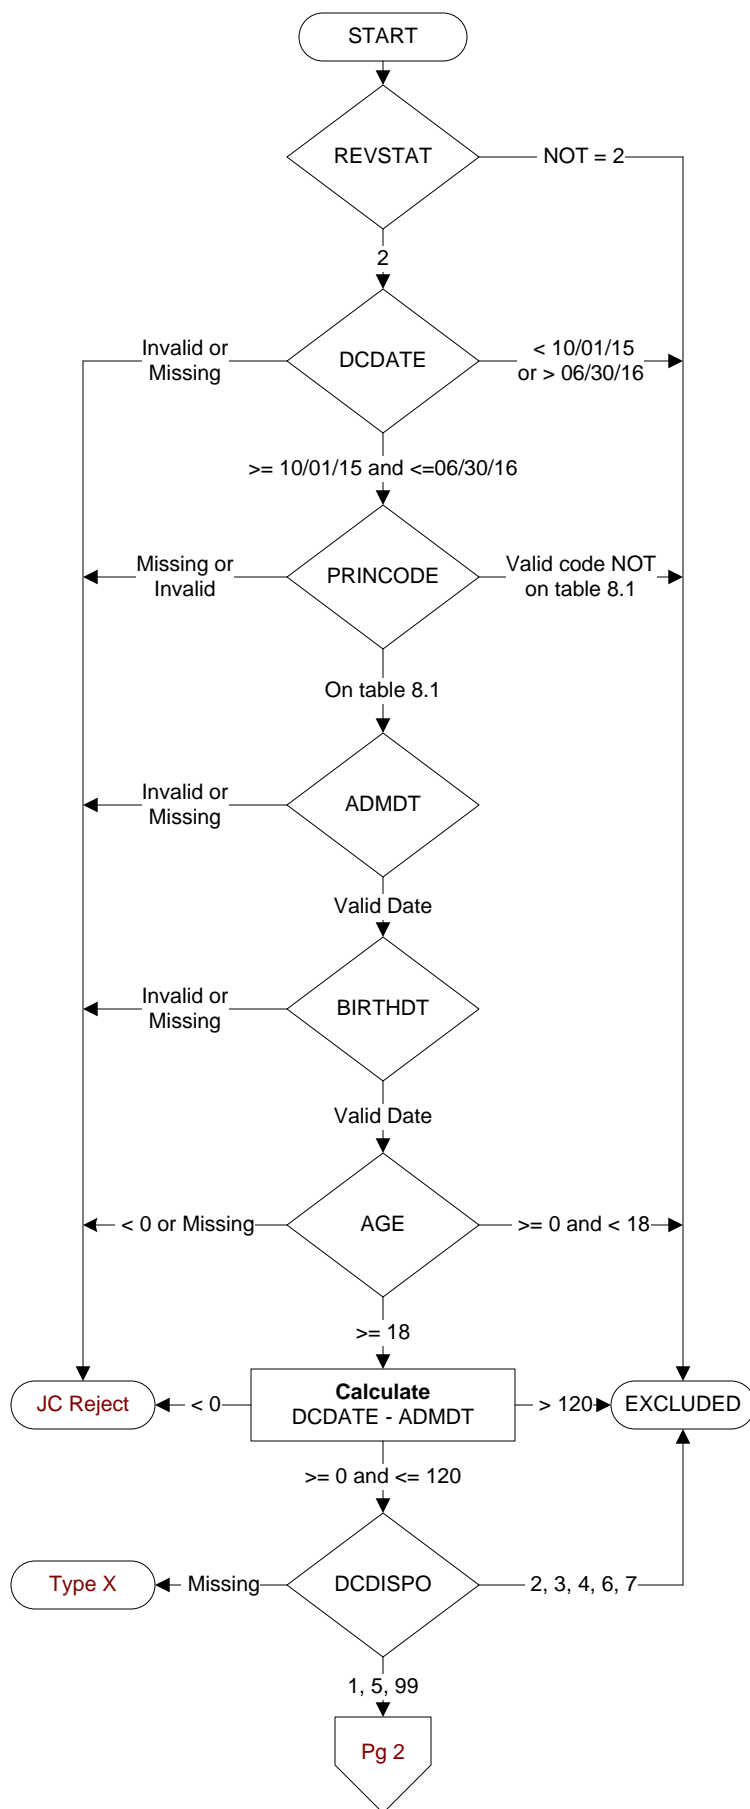 START
REVSTAT
NOT = 2
2
Invalid or
Missing
DCDATE
< 10/01/15
or > 06/30/16
>= 10/01/15 and <=06/30/16
Missing or
Invalid
PRINCODE
Valid code NOT
on table 8.1
On table 8.1
Invalid or
Missing
ADMDT
Valid Date
Invalid or
Missing
BIRTHDT
Valid Date
< 0 or Missing
AGE
>= 0 and < 18
>= 18
JC Reject
< 0
Calculate
DCDATE - ADMDT
> 120
EXCLUDED
>= 0 and <= 120
Type X
Missing
DCDISPO
2, 3, 4, 6, 7
1, 5, 99
Pg 2